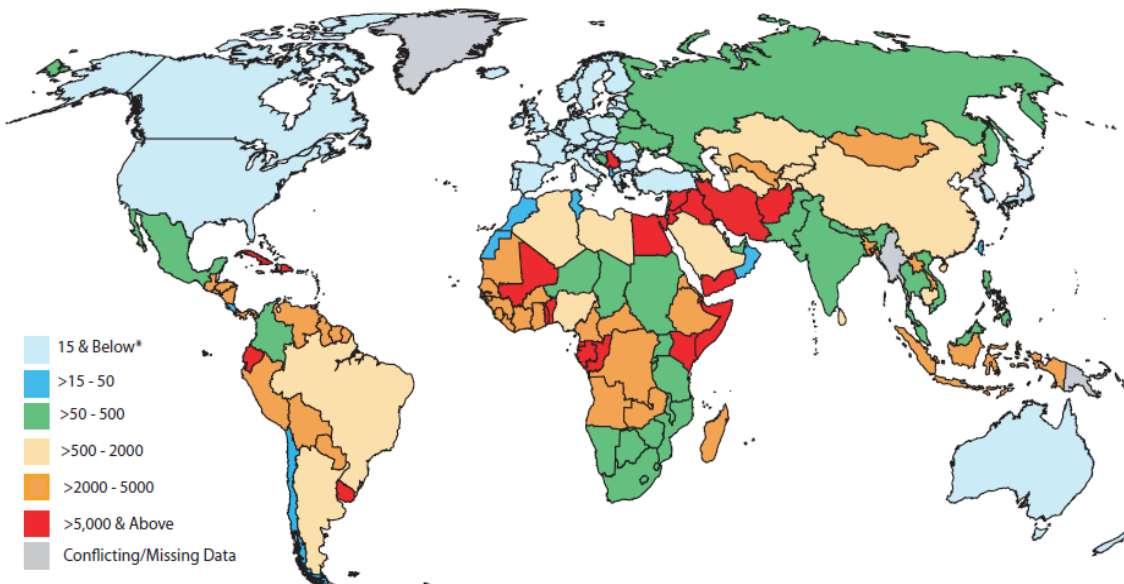 15 & Below*
>15 - 50
>50 - 500
>500 - 2000
>2000 - 5000
>5,000 & Above
Conflicting/Missing Data